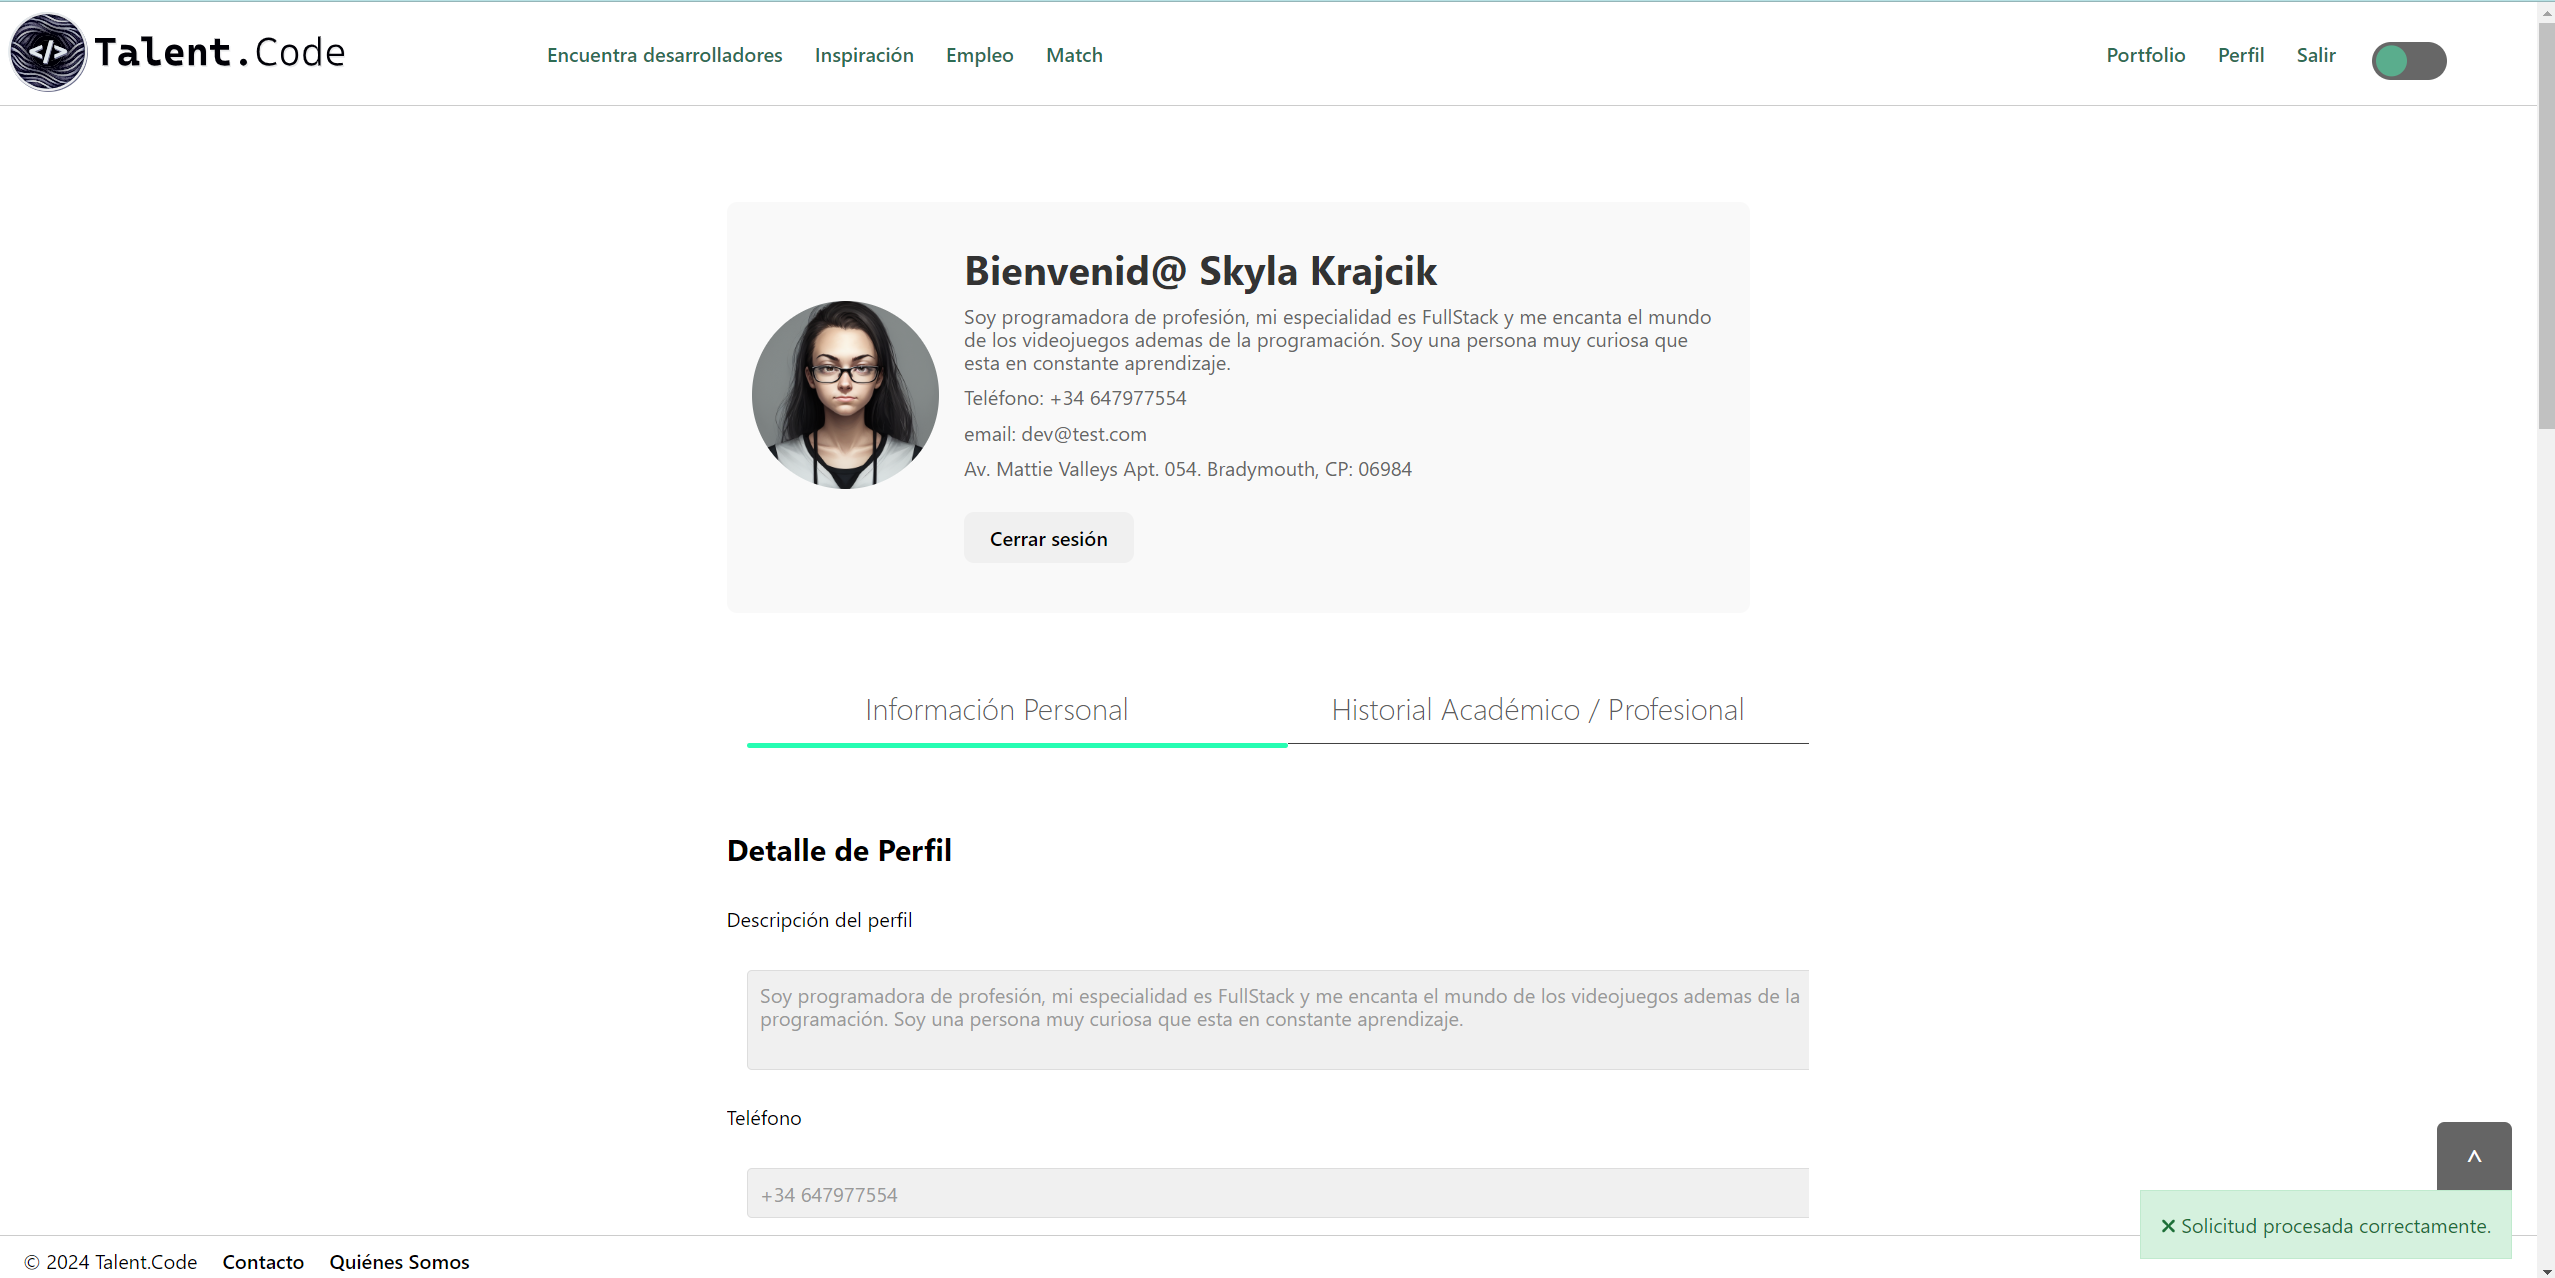 </> Talent.Code
Encuentra desarrolladores Inspiración Empleo Match
Portfolio Perfil Salir
Bienvenid@ Skyla Krajcik
Soy programadora de profesión, mi especialidad es FullStack y me encanta el mundo
de los videojuegos ademas de la programación. Soy una persona muy curiosa que
esta en constante aprendizaje.
Teléfono: +34 647977554
email: dev@test.com
Av. Mattie Valleys Apt. 054. Bradymouth, CP: 06984
Cerrar sesión
Información Personal
Historial Académico / Profesional
Detalle de Perfil
Descripción del perfil
Soy programadora de profesión, mi especialidad es FullStack y me encanta el mundo de los videojuegos ademas de la
programación. Soy una persona muy curiosa que esta en constante aprendizaje.
Teléfono
+34 647977554
^
× Solicitud procesada correctamente.
© 2024 Talent.Code Contacto Quiénes Somos